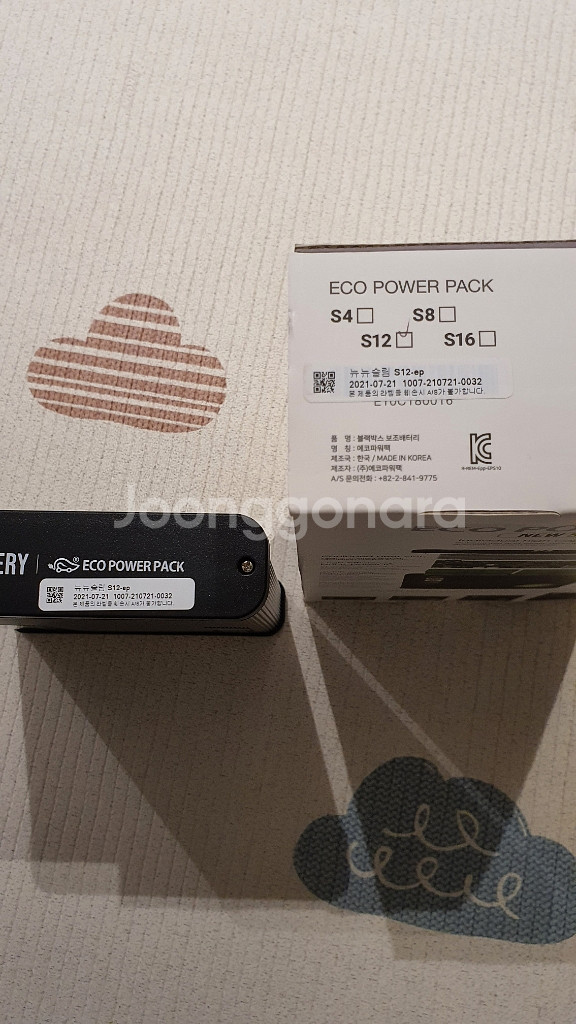 ECO POWER PACK
S4 S8
S12 S16
뉴뉴슬림 S12-ep
2021-07-21 1007-210721-0032
본 제품의 라벨을 훼손시 A/S가 불가합니다.
E10C180016
품 명 : 블랙박스 보조배터리
명 칭 : 에코파워팩
제조국 : 한국 / MADE IN KOREA
제조자 : (주)에코파워팩
A/S 문의전화 : +82-2-841-9775
Joonggonara
ERY ECO POWER PACK
뉴뉴슬림 S12-ep
2021-07-21 1007-210721-0032
본 제품의 라벨을 훼손시 A/S가 불가합니다.